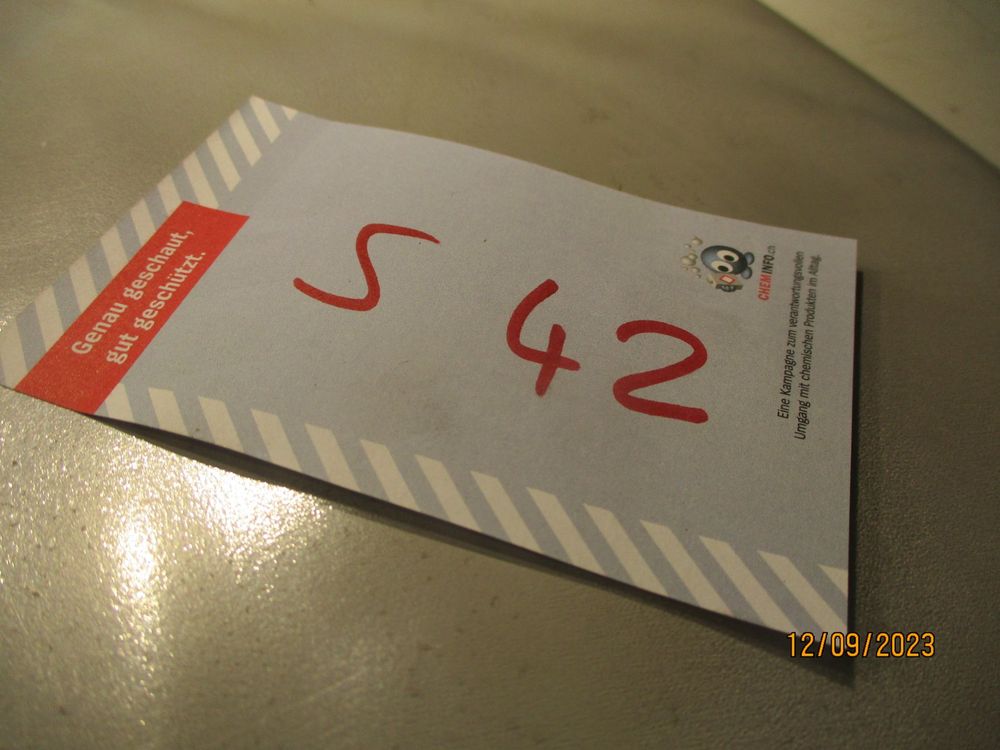 Genau geschaut,
gut geschützt.
S 42
CHEMINFO.ch
Eine Kampagne zum verantwortungsvollen
Umgang mit chemischen Produkten im Alltag.
12/09/2023